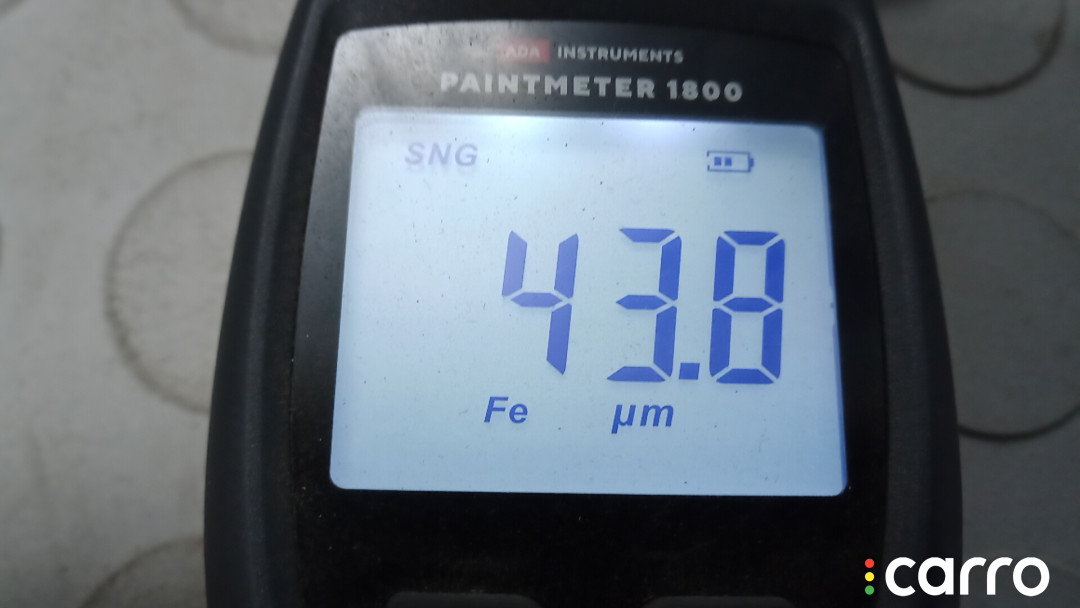 ADA INSTRUMENTS
PAINTMETER 1800
SNG
43.8
Fe µm
carro